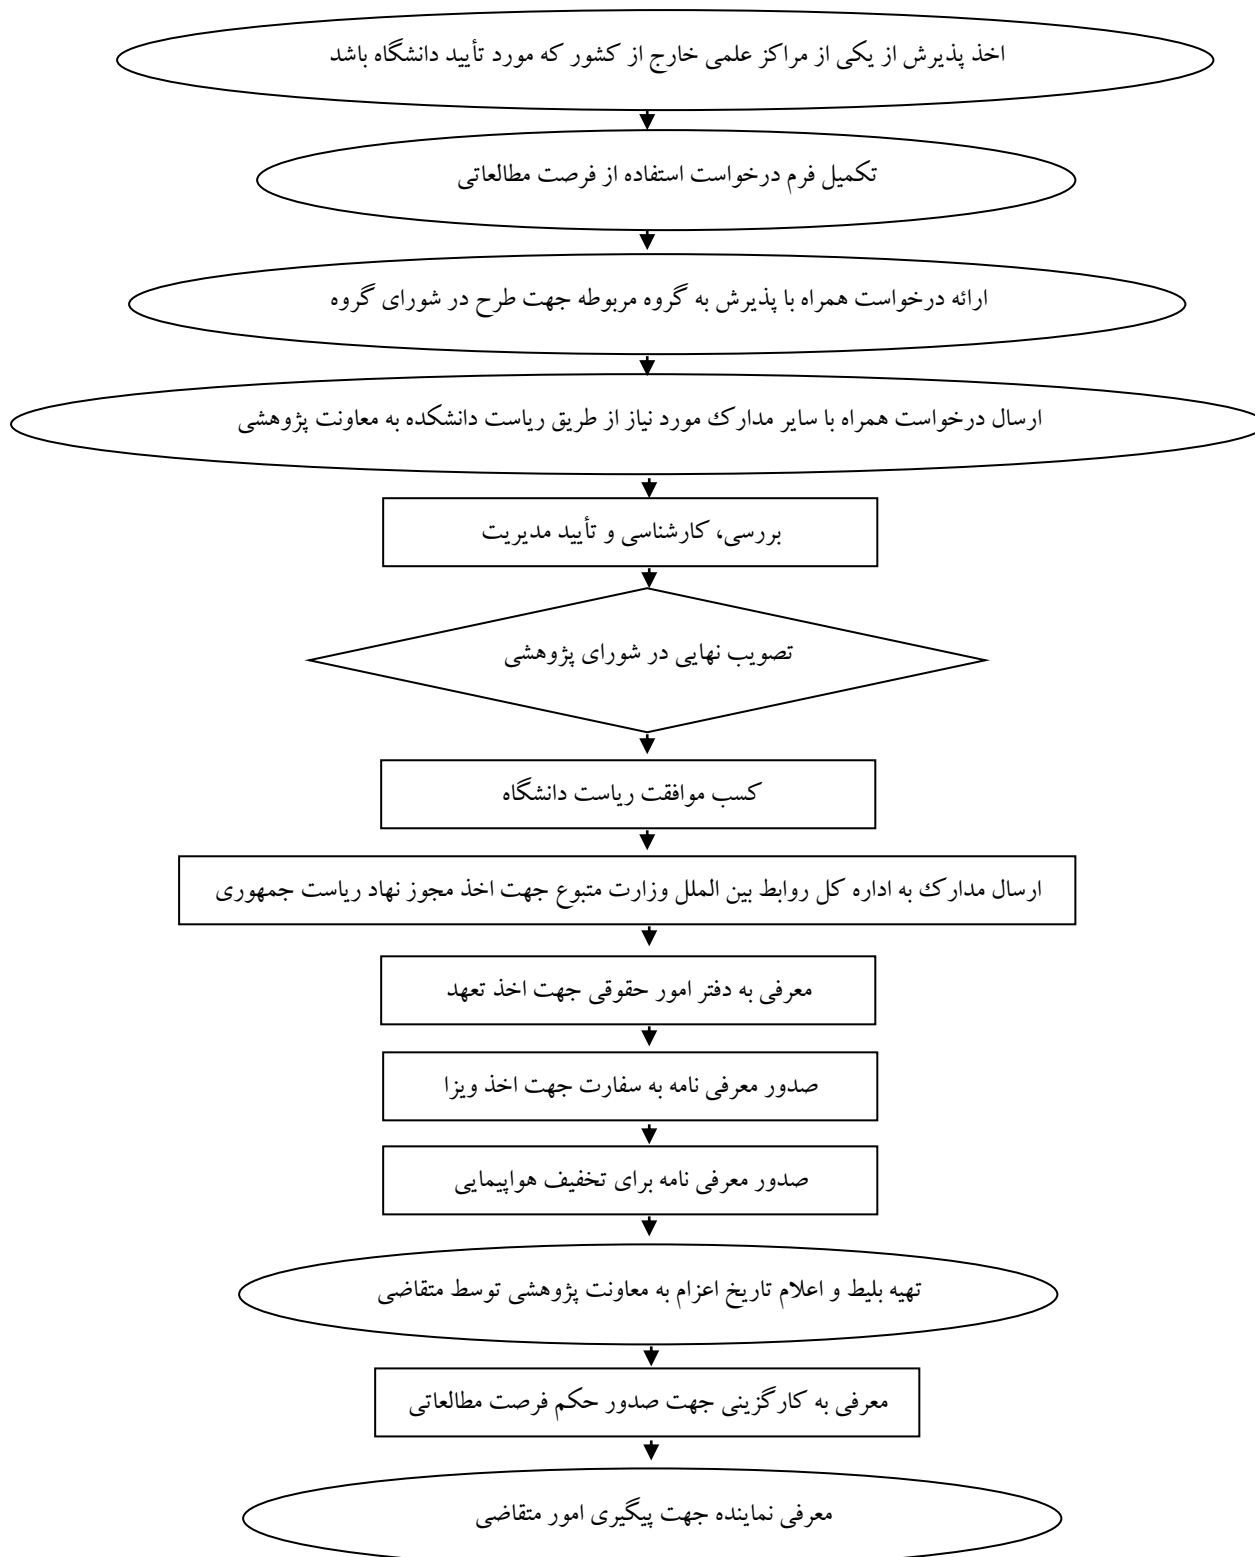 اخذ پذیرش از یکی از مراکز علمی خارج از کشور که مورد تأیید دانشگاه باشد
تکمیل فرم درخواست استفاده از فرصت مطالعاتی
ارائه درخواست همراه با پذیرش به گروه مربوطه جهت طرح در شورای گروه
ارسال درخواست همراه با سایر مدارک مورد نیاز از طریق ریاست دانشکده به معاونت پژوهشی
بررسی، کارشناسی و تأیید مدیریت
تصویب نهایی در شورای پژوهشی
کسب موافقت ریاست دانشگاه
ارسال مدارک به اداره کل روابط بین الملل وزارت متبوع جهت اخذ مجوز نهاد ریاست جمهوری
معرفی به دفتر امور حقوقی جهت اخذ تعهد
صدور معرفی نامه به سفارت جهت اخذ ویزا
صدور معرفی نامه برای تخفیف هواپیمایی
تهیه بلیط و اعلام تاریخ اعزام به معاونت پژوهشی توسط متقاضی
معرفی به کارگزینی جهت صدور حکم فرصت مطالعاتی
معرفی نماینده جهت پیگیری امور متقاضی